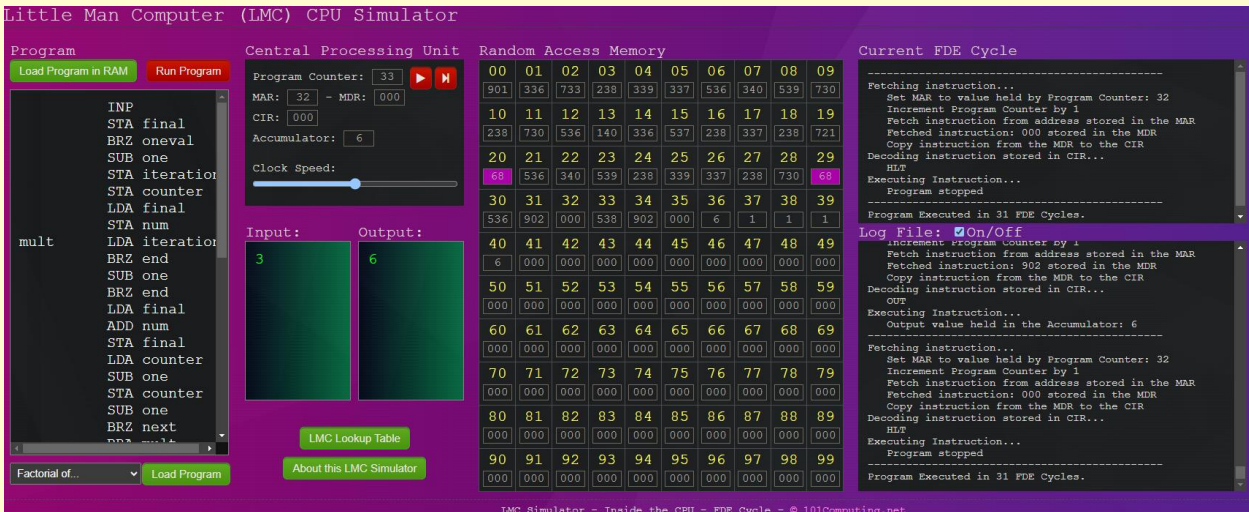 Little Man Computer (LMC) CPU Simulator
Program
Load Program in RAM Run Program
INP
STA final
BRZ oneval
SUB one
STA iteration
STA counter
LDA final
STA num
mult LDA iteration
BRZ end
SUB one
BRZ end
LDA final
ADD num
STA final
LDA counter
SUB one
STA counter
SUB one
BRZ next
BRA mult
Factorial of... Load Program
Central Processing Unit
Program Counter: 33
MAR: 32 - MDR: 000
CIR: 000
Accumulator: 6
Clock Speed:
Input: Output:
3 6
LMC Lookup Table
About this LMC Simulator
Random Access Memory
00 01 02 03 04 05 06 07 08 09
901 336 733 238 339 337 536 340 539 730
10 11 12 13 14 15 16 17 18 19
238 730 536 140 336 537 238 337 238 721
20 21 22 23 24 25 26 27 28 29
68 536 340 539 238 339 337 238 730 68
30 31 32 33 34 35 36 37 38 39
536 902 000 538 902 000 6 1 1 1
40 41 42 43 44 45 46 47 48 49
6 000 000 000 000 000 000 000 000 000
50 51 52 53 54 55 56 57 58 59
000 000 000 000 000 000 000 000 000 000
60 61 62 63 64 65 66 67 68 69
000 000 000 000 000 000 000 000 000 000
70 71 72 73 74 75 76 77 78 79
000 000 000 000 000 000 000 000 000 000
80 81 82 83 84 85 86 87 88 89
000 000 000 000 000 000 000 000 000 000
90 91 92 93 94 95 96 97 98 99
000 000 000 000 000 000 000 000 000 000
Current FDE Cycle
Fetching instruction...
Set MAR to value held by Program Counter: 32
Increment Program Counter by 1
Fetch instruction from address stored in the MAR
Fetched instruction: 000 stored in the MDR
Copy instruction from the MDR to the CIR
Decoding instruction stored in CIR...
HLT
Executing Instruction...
Program stopped
Program Executed in 31 FDE Cycles.
Log File: On/Off
Increment Program Counter by 1
Fetch instruction from address stored in the MAR
Fetched instruction: 902 stored in the MDR
Copy instruction from the MDR to the CIR
Decoding instruction stored in CIR...
OUT
Executing Instruction...
Output value held in the Accumulator: 6
Fetching instruction...
Set MAR to value held by Program Counter: 32
Increment Program Counter by 1
Fetch instruction from address stored in the MAR
Fetched instruction: 000 stored in the MDR
Copy instruction from the MDR to the CIR
Decoding instruction stored in CIR...
HLT
Executing Instruction...
Program stopped
Program Executed in 31 FDE Cycles.
LMC Simulator - Inside the CPU - FDE Cycle - © 101Computing.net